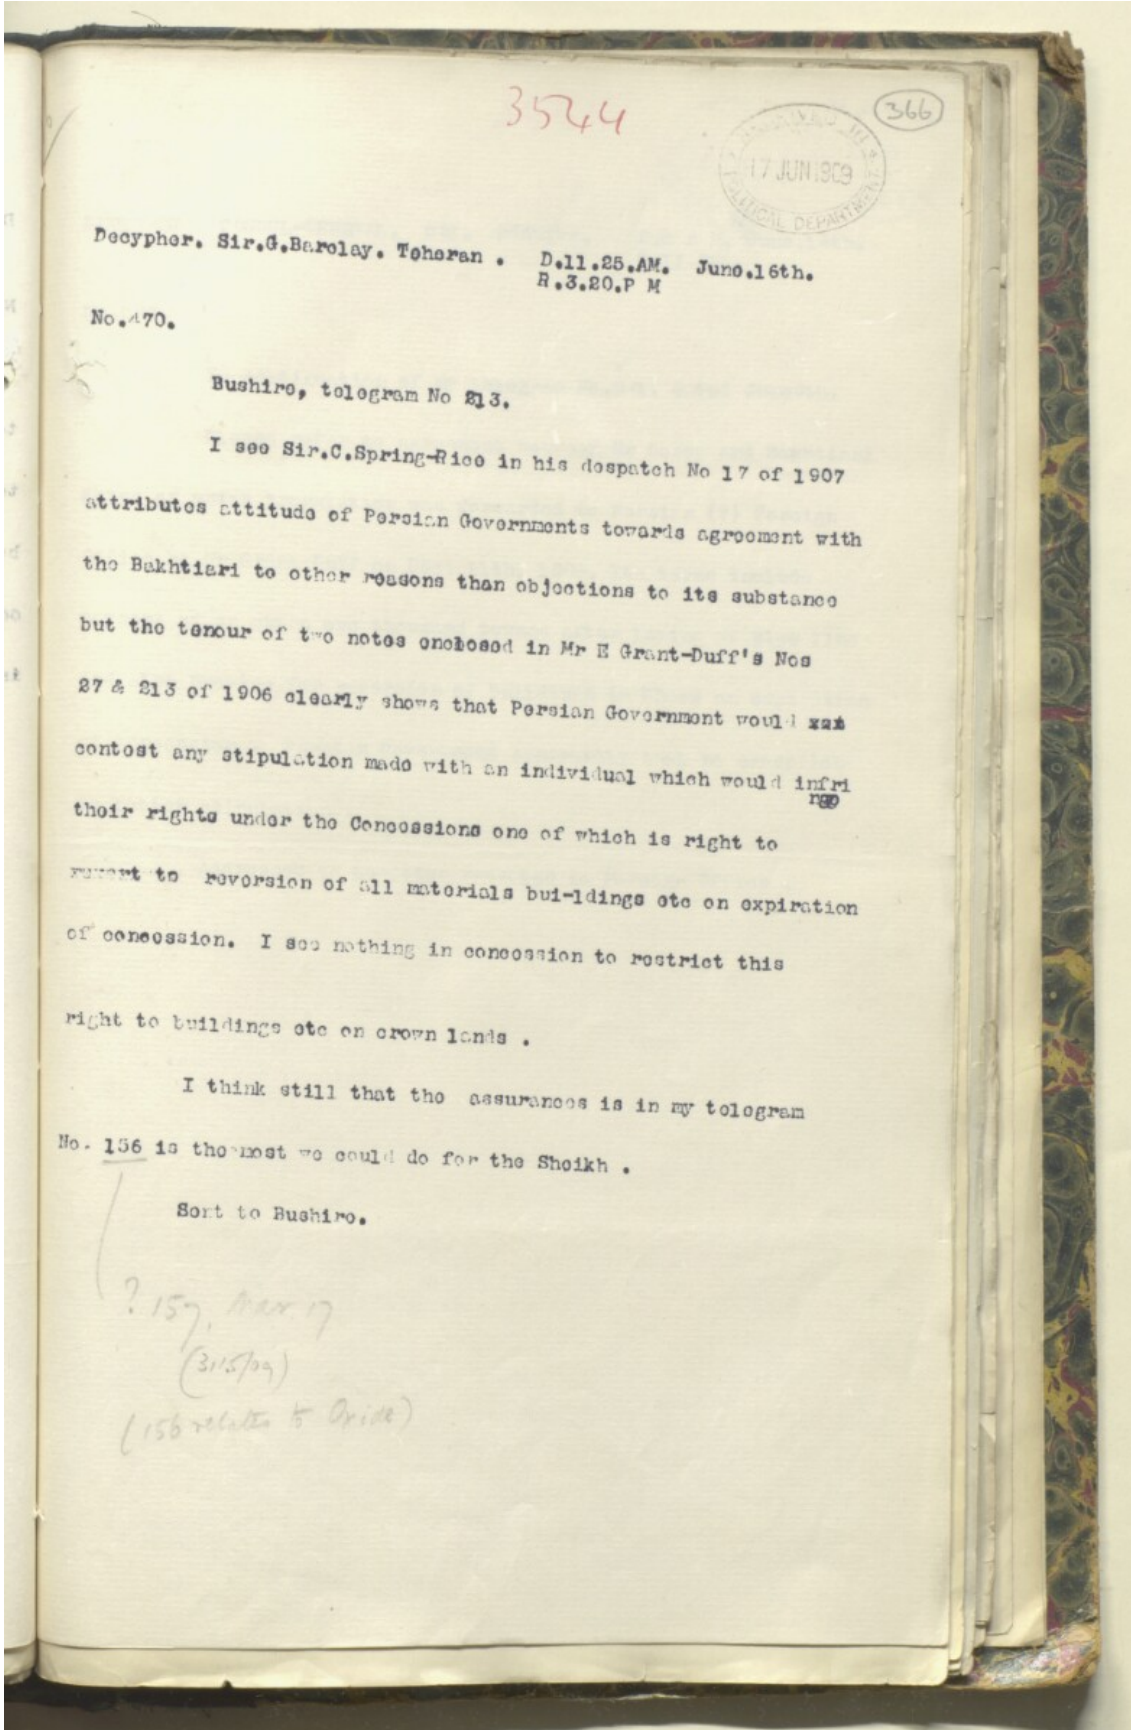 3544
366
17 JUN 1909
POLITICAL DEPARTMENT
Decypher. Sir.G.Barclay. Teheran . D.11.25.AM. June.16th.
R.3.20.P M
No.470.
Bushire, telegram No 213.
I see Sir.C.Spring-Rice in his despatch No 17 of 1907
attributes attitude of Persian Governments towards agreement with
the Bakhtiari to other reasons than objections to its substance
but the tenour of two notes enclosed in Mr E Grant-Duff's Nos
27 & 213 of 1906 clearly shows that Persian Government would xxx
contest any stipulation made with an individual which would infri
nge
their rights under the Concessions one of which is right to
revert to reversion of all materials bui-ldings etc on expiration
of concession. I see nothing in concession to restrict this
right to buildings etc on crown lands .
I think still that the assurances is in my telegram
No. 156 is the most we could do for the Sheikh .
Sent to Bushire.
? 157, Mar 17
(3115/09)
(156 relates to Oxide)